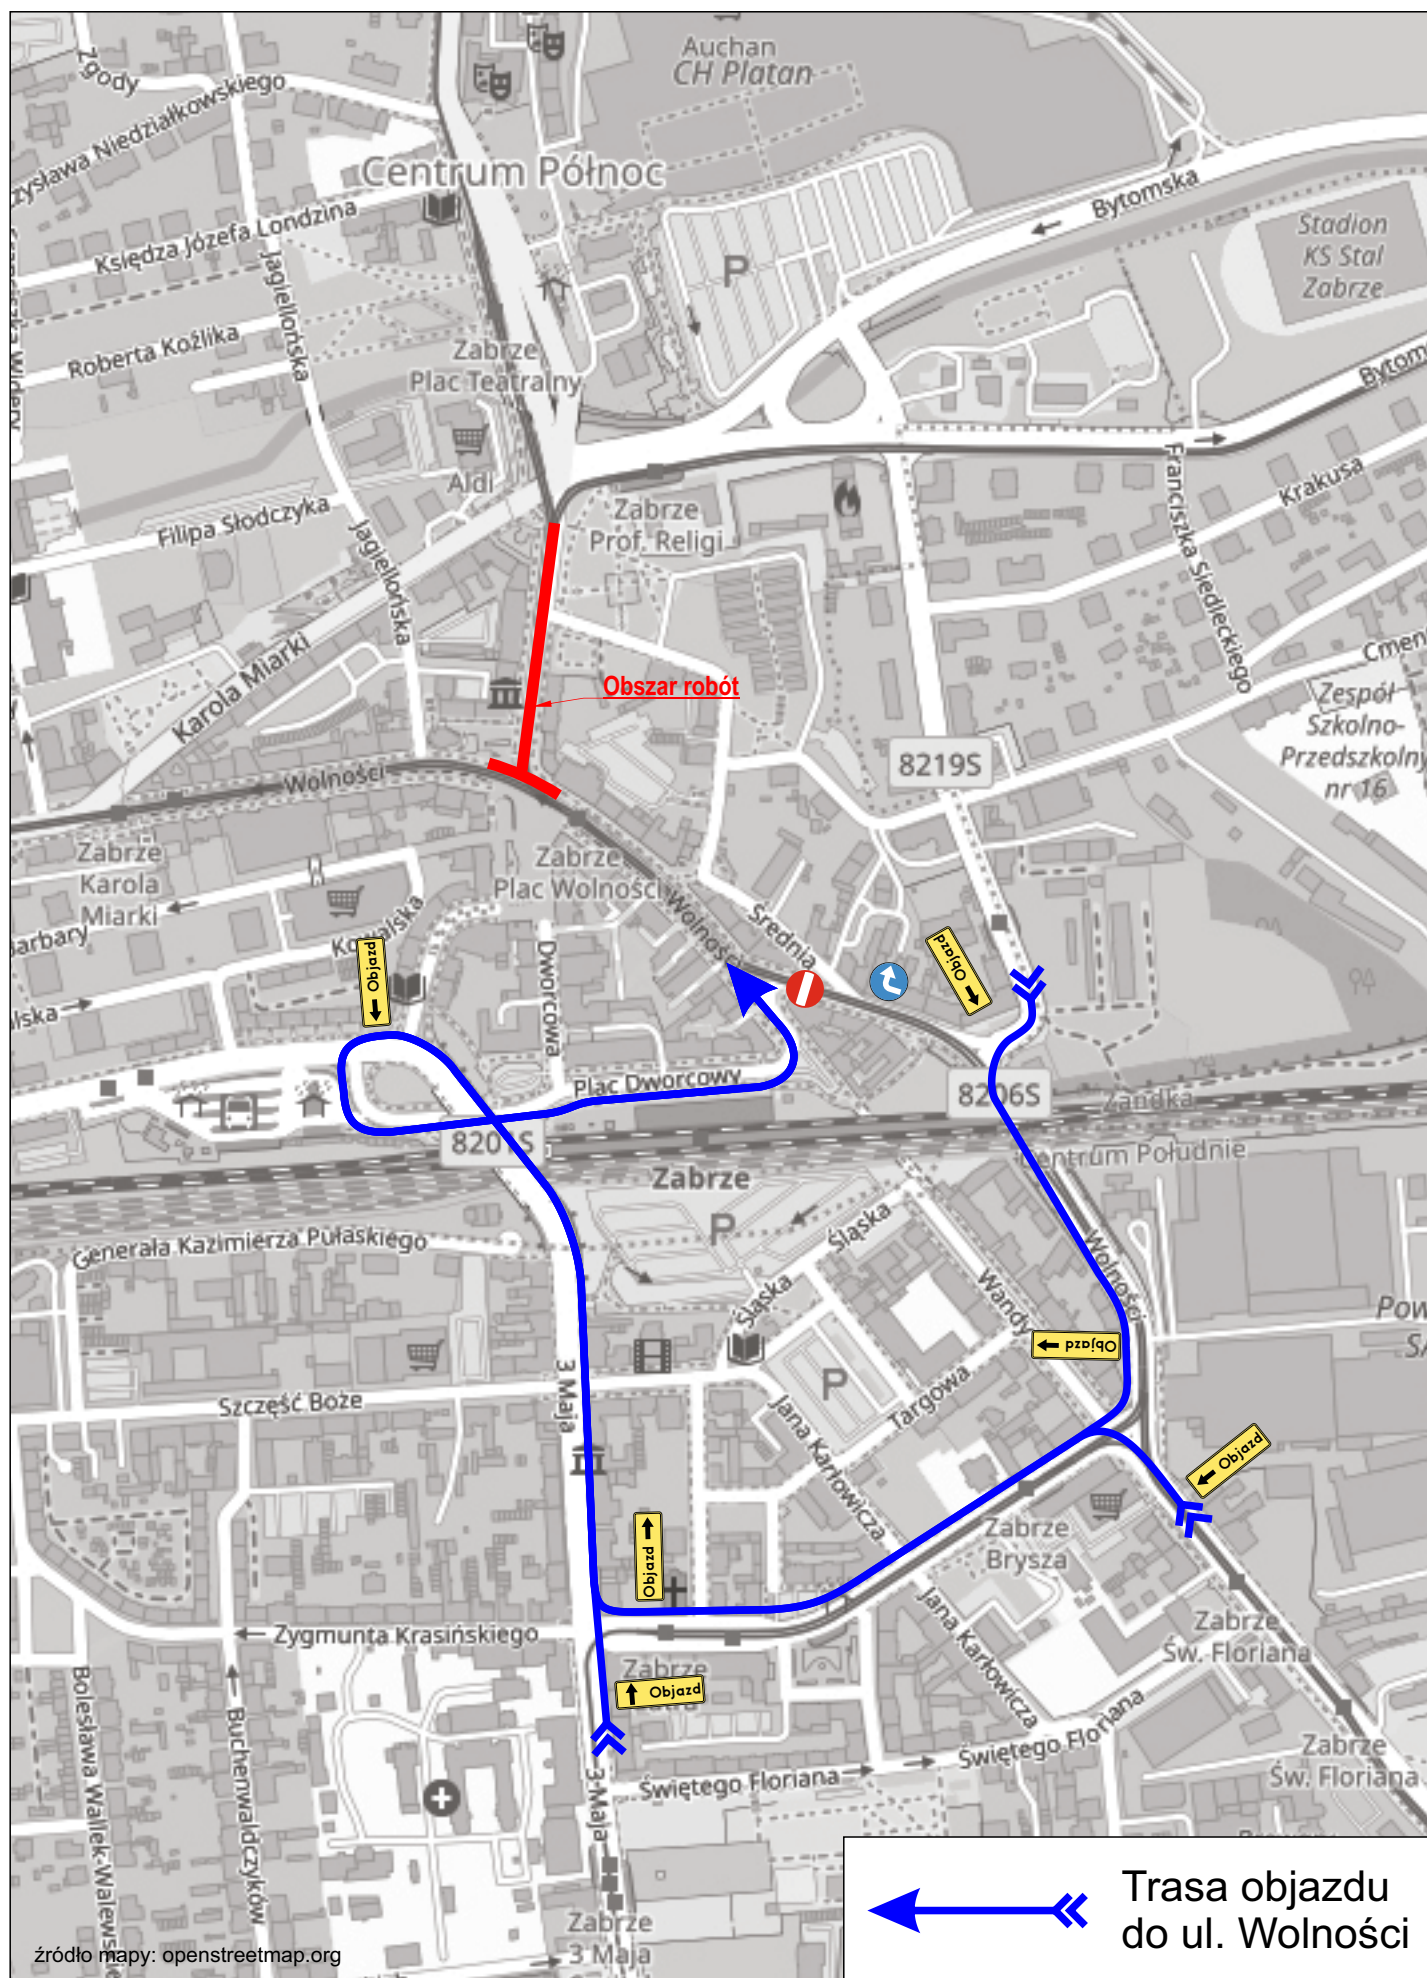 Zgody
Auchan
CH Platan
Niedziałkowskiego
Centrum Północ
Bytomska
Księdza Józefa Londzina
Jagiellońska
Stadion
KS Stal
Zabrze
Roberta Koźlika
Zabrze
Plac Teatralny
Aldi
Filipa Słodczyka
Jagiellońska
Zabrze
Prof. Religi
Franciszka Siedleckiego
Krakusa
Karola Miarki
Obszar robót
Zespół
Szkolno-
Przedszkolny
nr 16
8219S
Wolności
Zabrze
Karola
Miarki
Zabrze
Plac Wolności
Wolności
Średnia
Kowalska
Objazd
Objazd
Dworcowa
Plac Dworcowy
8206S
Zandka
8201S
Centrum Południe
Zabrze
P
P
Generała Kazimierza Pułaskiego
Śląska
Śląska
Wolności
Wandy
Objazd
3 Maja
P
Szczęść Boże
Targowa
Jana Karłowicza
Objazd
Objazd
Zabrze
Brysza
Zygmunta Krasińskiego
Jana Karłowicza
Zabrze
Św. Floriana
Zabrze
Objazd
Bolesława Wallek-Walewskie
Buchenwaldczyków
3 Maja
Świętego Floriana
Świętego Floriana
Zabrze
Św. Floriana
Zabrze
3 Maja
źródło mapy: openstreetmap.org
Trasa objazdu
do ul. Wolności